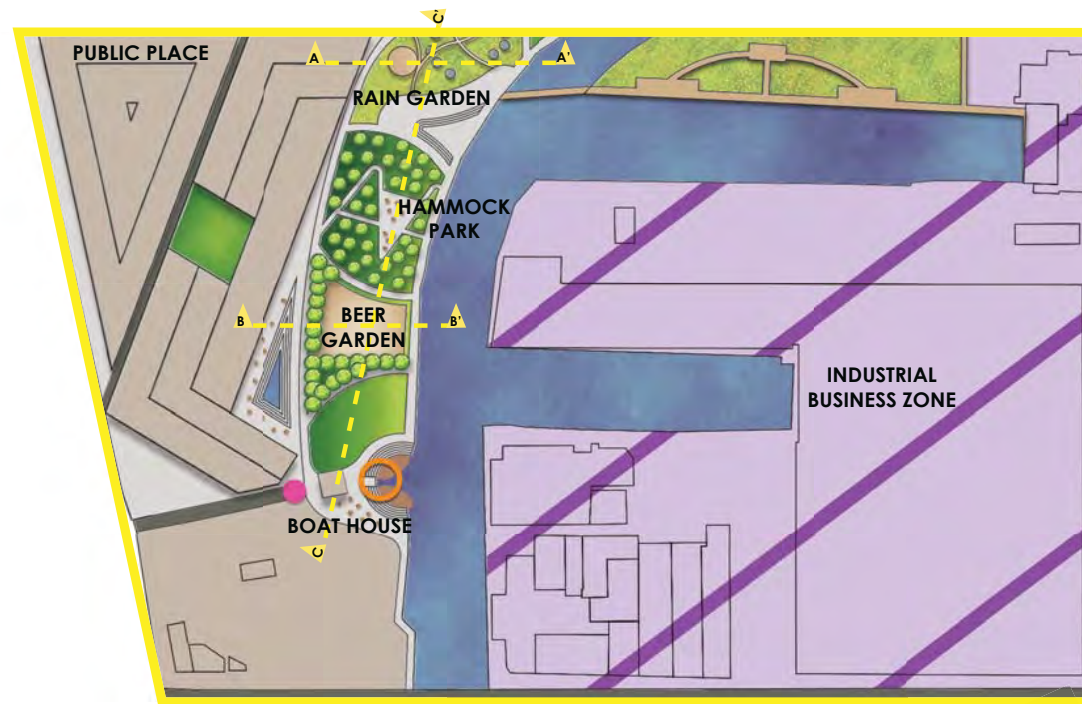 C'
PUBLIC PLACE
A
A'
RAIN GARDEN
HAMMOCK
PARK
B
B'
BEER
GARDEN
INDUSTRIAL
BUSINESS ZONE
BOAT HOUSE
C